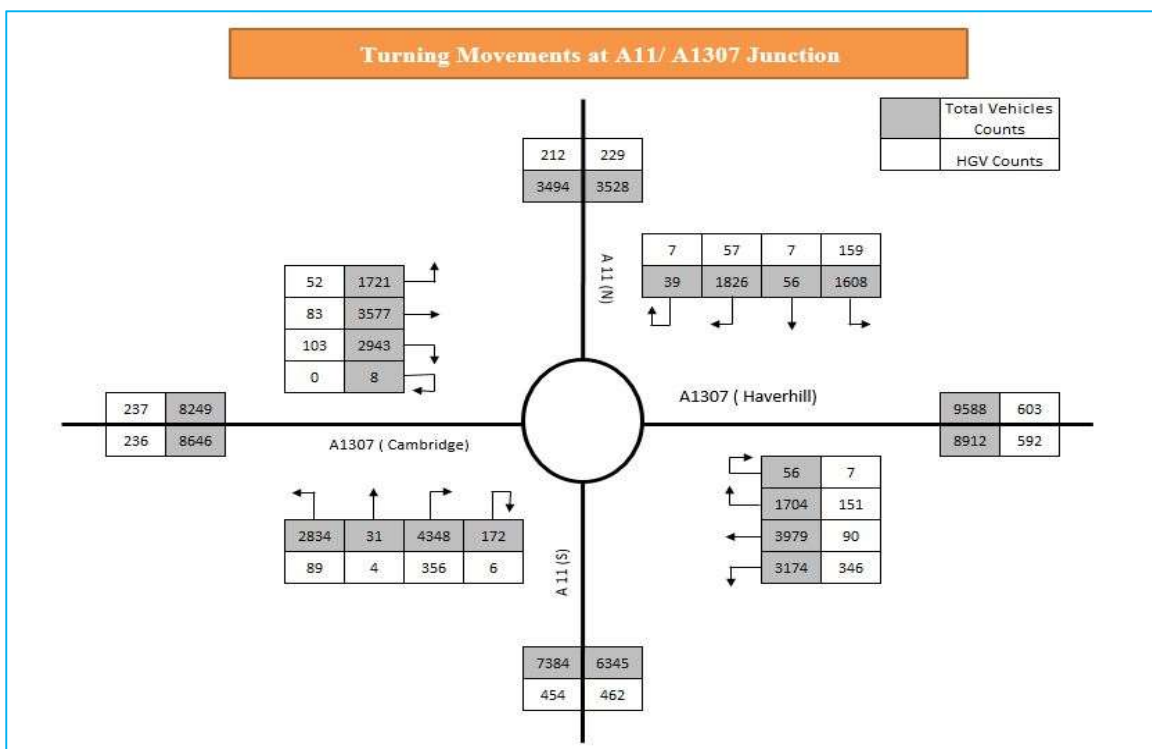 Turning Movements at A11/ A1307 Junction
Total Vehicles
Counts
HGV Counts
212 229
3494 3528
A 11 (N)
7 57 7 159
39 1826 56 1608
52 1721
83 3577
103 2943
0 8
237 8249
236 8646
A1307 ( Cambridge)
A1307 ( Haverhill)
9588 603
8912 592
56 7
1704 151
3979 90
3174 346
2834 31 4348 172
89 4 356 6
A 11 (S)
7384 6345
454 462